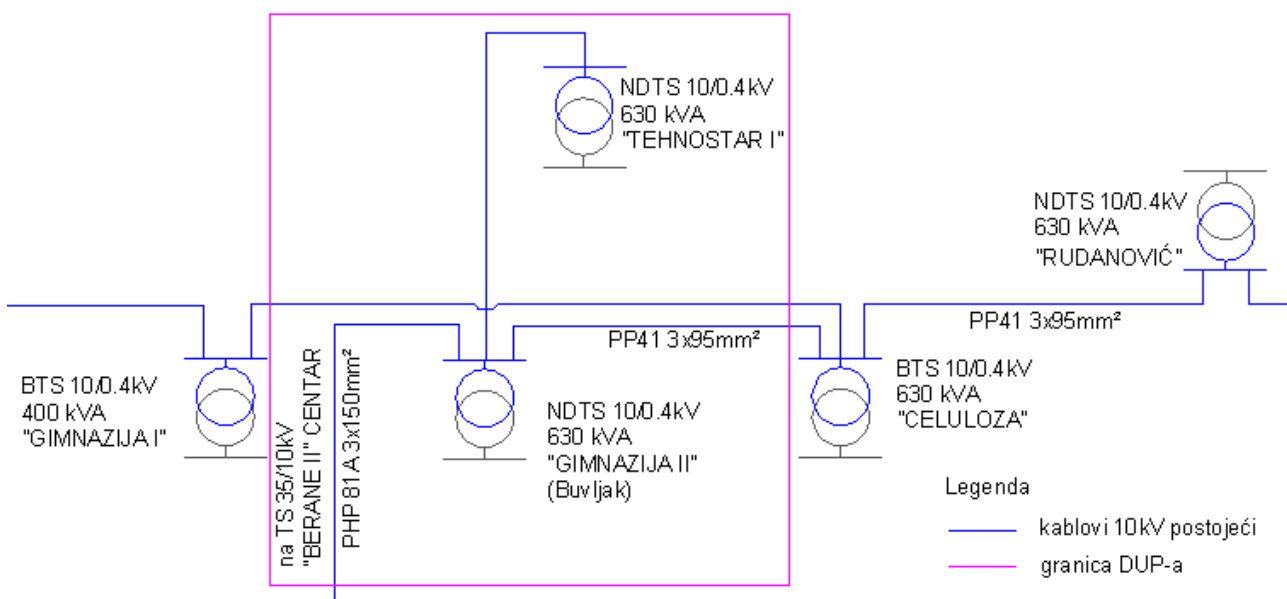 NDTS 10/0.4kV
630 kVA
"TEHNOSTAR I"
NDTS 10/0.4kV
630 kVA
"RUDANOVIĆ"
PP41 3x95mm²
PP41 3x95mm²
BTS 10/0.4kV
400 kVA
"GIMNAZIJA I"
na TS 35/10kV
"BERANE II" CENTAR
PHP 81 A 3x150mm²
NDTS 10/0.4kV
630 kVA
"GIMNAZIJA II"
(Buvljak)
BTS 10/0.4kV
630 kVA
"CELULOZA"
Legenda
kablovi 10kV postojeći
granica DUP-a